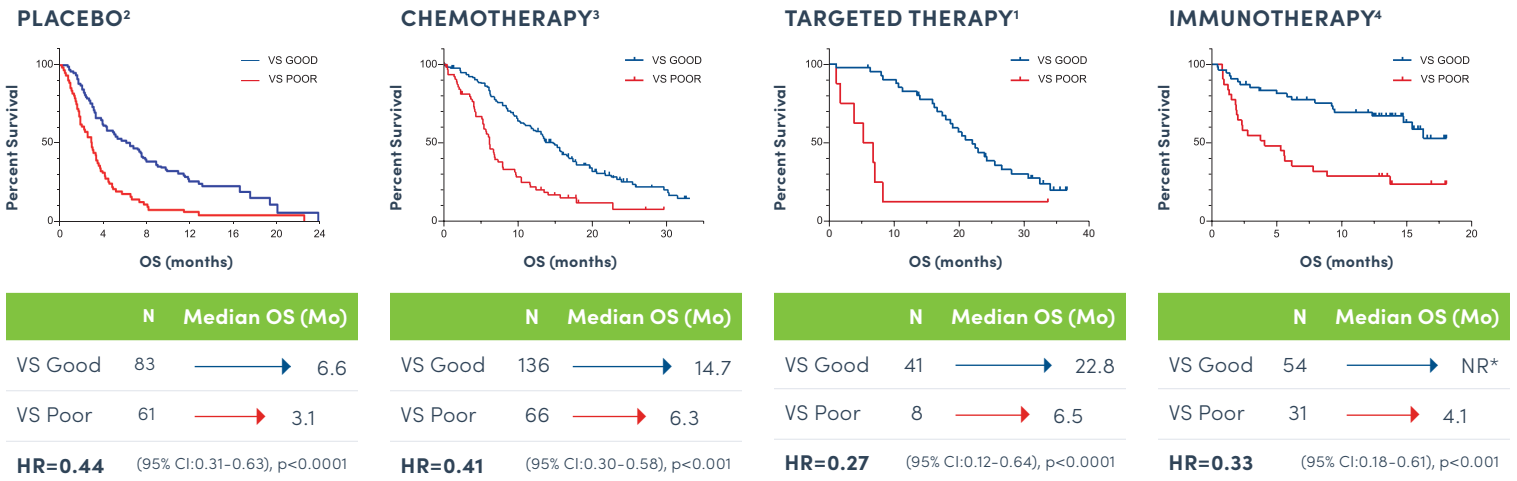 PLACEBO²
Percent Survival
100
50
0
VS GOOD
VS POOR
0 4 8 12 16 20 24
OS (months)
N Median OS (Mo)
VS Good 83 6.6
VS Poor 61 3.1
HR=0.44 (95% CI:0.31-0.63), p<0.0001
CHEMOTHERAPY³
Percent Survival
100
50
0
VS GOOD
VS POOR
0 10 20 30
OS (months)
N Median OS (Mo)
VS Good 136 14.7
VS Poor 66 6.3
HR=0.41 (95% CI:0.30-0.58), p<0.001
TARGETED THERAPY¹
Percent Survival
100
50
0
VS GOOD
VS POOR
0 10 20 30 40
OS (months)
N Median OS (Mo)
VS Good 41 22.8
VS Poor 8 6.5
HR=0.27 (95% CI:0.12-0.64), p<0.0001
IMMUNOTHERAPY⁴
Percent Survival
100
50
0
VS GOOD
VS POOR
0 5 10 15 20
OS (months)
N Median OS (Mo)
VS Good 54 NR*
VS Poor 31 4.1
HR=0.33 (95% CI:0.18-0.61), p<0.001